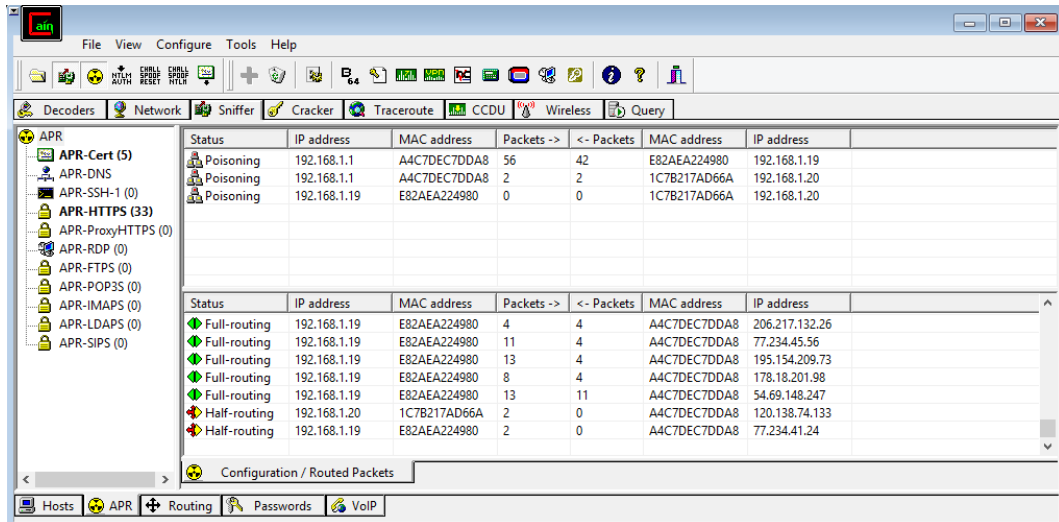 Cain
File View Configure Tools Help
NTLM AUTH CHALL SPOOF RESET CHALL SPOOF NTLM B64
Decoders Network Sniffer Cracker Traceroute CCDU Wireless Query
APR
APR-Cert (5)
APR-DNS
APR-SSH-1 (0)
APR-HTTPS (33)
APR-ProxyHTTPS (0)
APR-RDP (0)
APR-FTPS (0)
APR-POP3S (0)
APR-IMAPS (0)
APR-LDAPS (0)
APR-SIPS (0)
Status IP address MAC address Packets -> <- Packets MAC address IP address
Poisoning 192.168.1.1 A4C7DEC7DDA8 56 42 E82AEA224980 192.168.1.19
Poisoning 192.168.1.1 A4C7DEC7DDA8 2 2 1C7B217AD66A 192.168.1.20
Poisoning 192.168.1.19 E82AEA224980 0 0 1C7B217AD66A 192.168.1.20
Status IP address MAC address Packets -> <- Packets MAC address IP address
Full-routing 192.168.1.19 E82AEA224980 4 4 A4C7DEC7DDA8 206.217.132.26
Full-routing 192.168.1.19 E82AEA224980 11 4 A4C7DEC7DDA8 77.234.45.56
Full-routing 192.168.1.19 E82AEA224980 13 4 A4C7DEC7DDA8 195.154.209.73
Full-routing 192.168.1.19 E82AEA224980 8 4 A4C7DEC7DDA8 178.18.201.98
Full-routing 192.168.1.19 E82AEA224980 13 11 A4C7DEC7DDA8 54.69.148.247
Half-routing 192.168.1.20 1C7B217AD66A 2 0 A4C7DEC7DDA8 120.138.74.133
Half-routing 192.168.1.19 E82AEA224980 2 0 A4C7DEC7DDA8 77.234.41.24
Configuration / Routed Packets
Hosts APR Routing Passwords VoIP